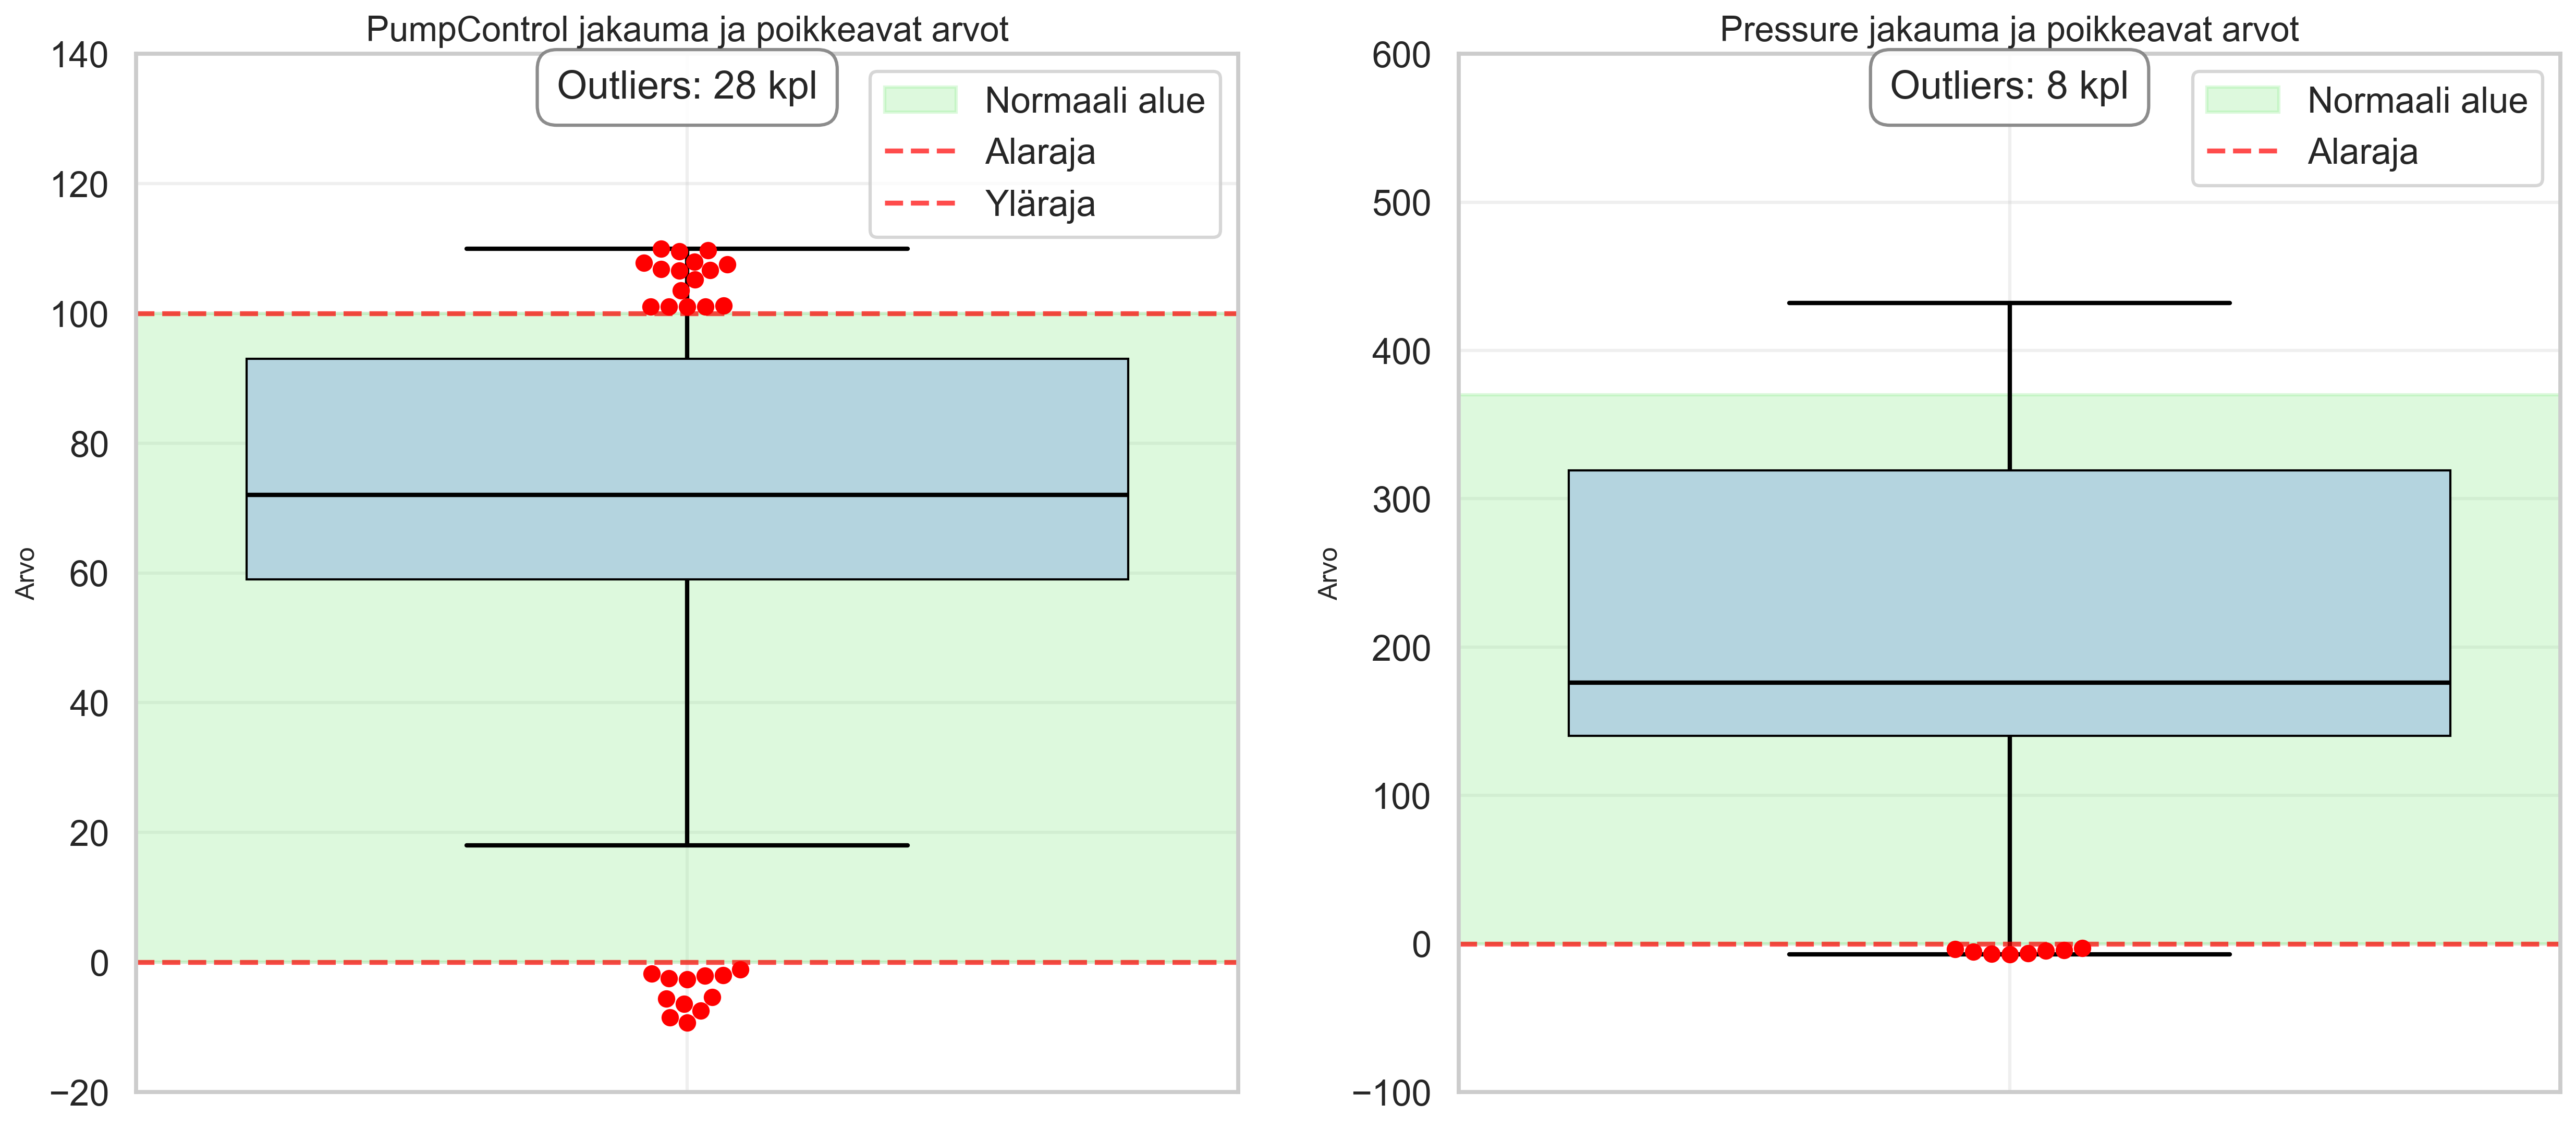 PumpControl jakauma ja poikkeavat arvot
Outliers: 28 kpl
Normaali alue
Alaraja
Yläraja
140
120
100
80
60
40
20
0
−20
Arvo
Pressure jakauma ja poikkeavat arvot
Outliers: 8 kpl
Normaali alue
Alaraja
600
500
400
300
200
100
0
−100
Arvo